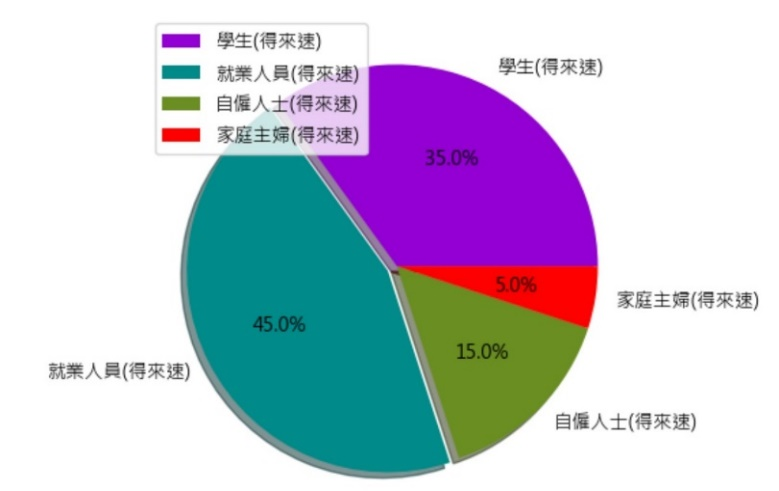 學生(得來速)
就業人員(得來速)
自僱人士(得來速)
家庭主婦(得來速)
學生(得來速)
35.0%
5.0%
家庭主婦(得來速)
45.0%
15.0%
就業人員(得來速)
自僱人士(得來速)